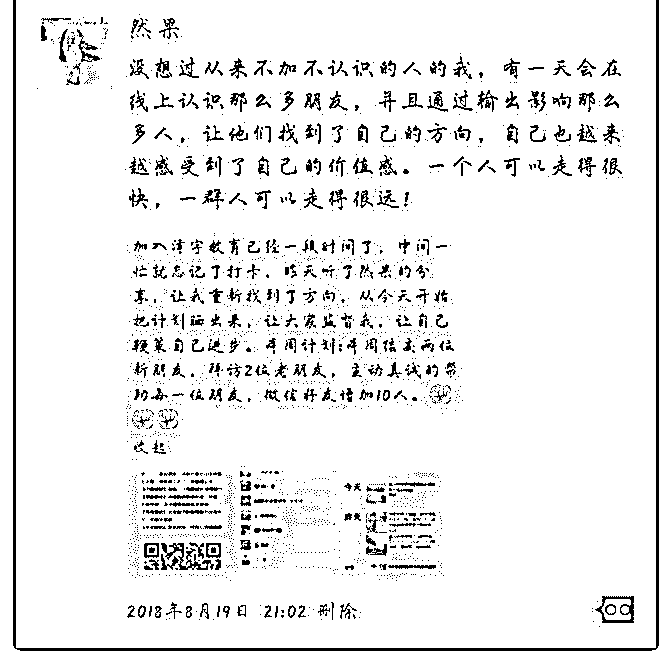 然果
没想过从来不加不认识的人的我，有一天会在
线上认识那么多朋友，并且通过输出影响那么
多人，让他们找到了自己的方向，自己也越来
越感受到了自己的价值感。一个人可以走得很
快，一群人可以走得很远！
加入泽宇教育已经一段时间了，中间一
忙就忘记了打卡，昨天听了然果的分
享，让我重新找到了方向，从今天开始
把计划晒出来，让大家监督我，让自己
鞭策自己进步。本周计划:本周结交两位
新朋友，拜访2位老朋友，主动真诚的帮
助每一位朋友，微信好友增加10人。
收起
今天
昨天
2018年8月19日 21:02 删除